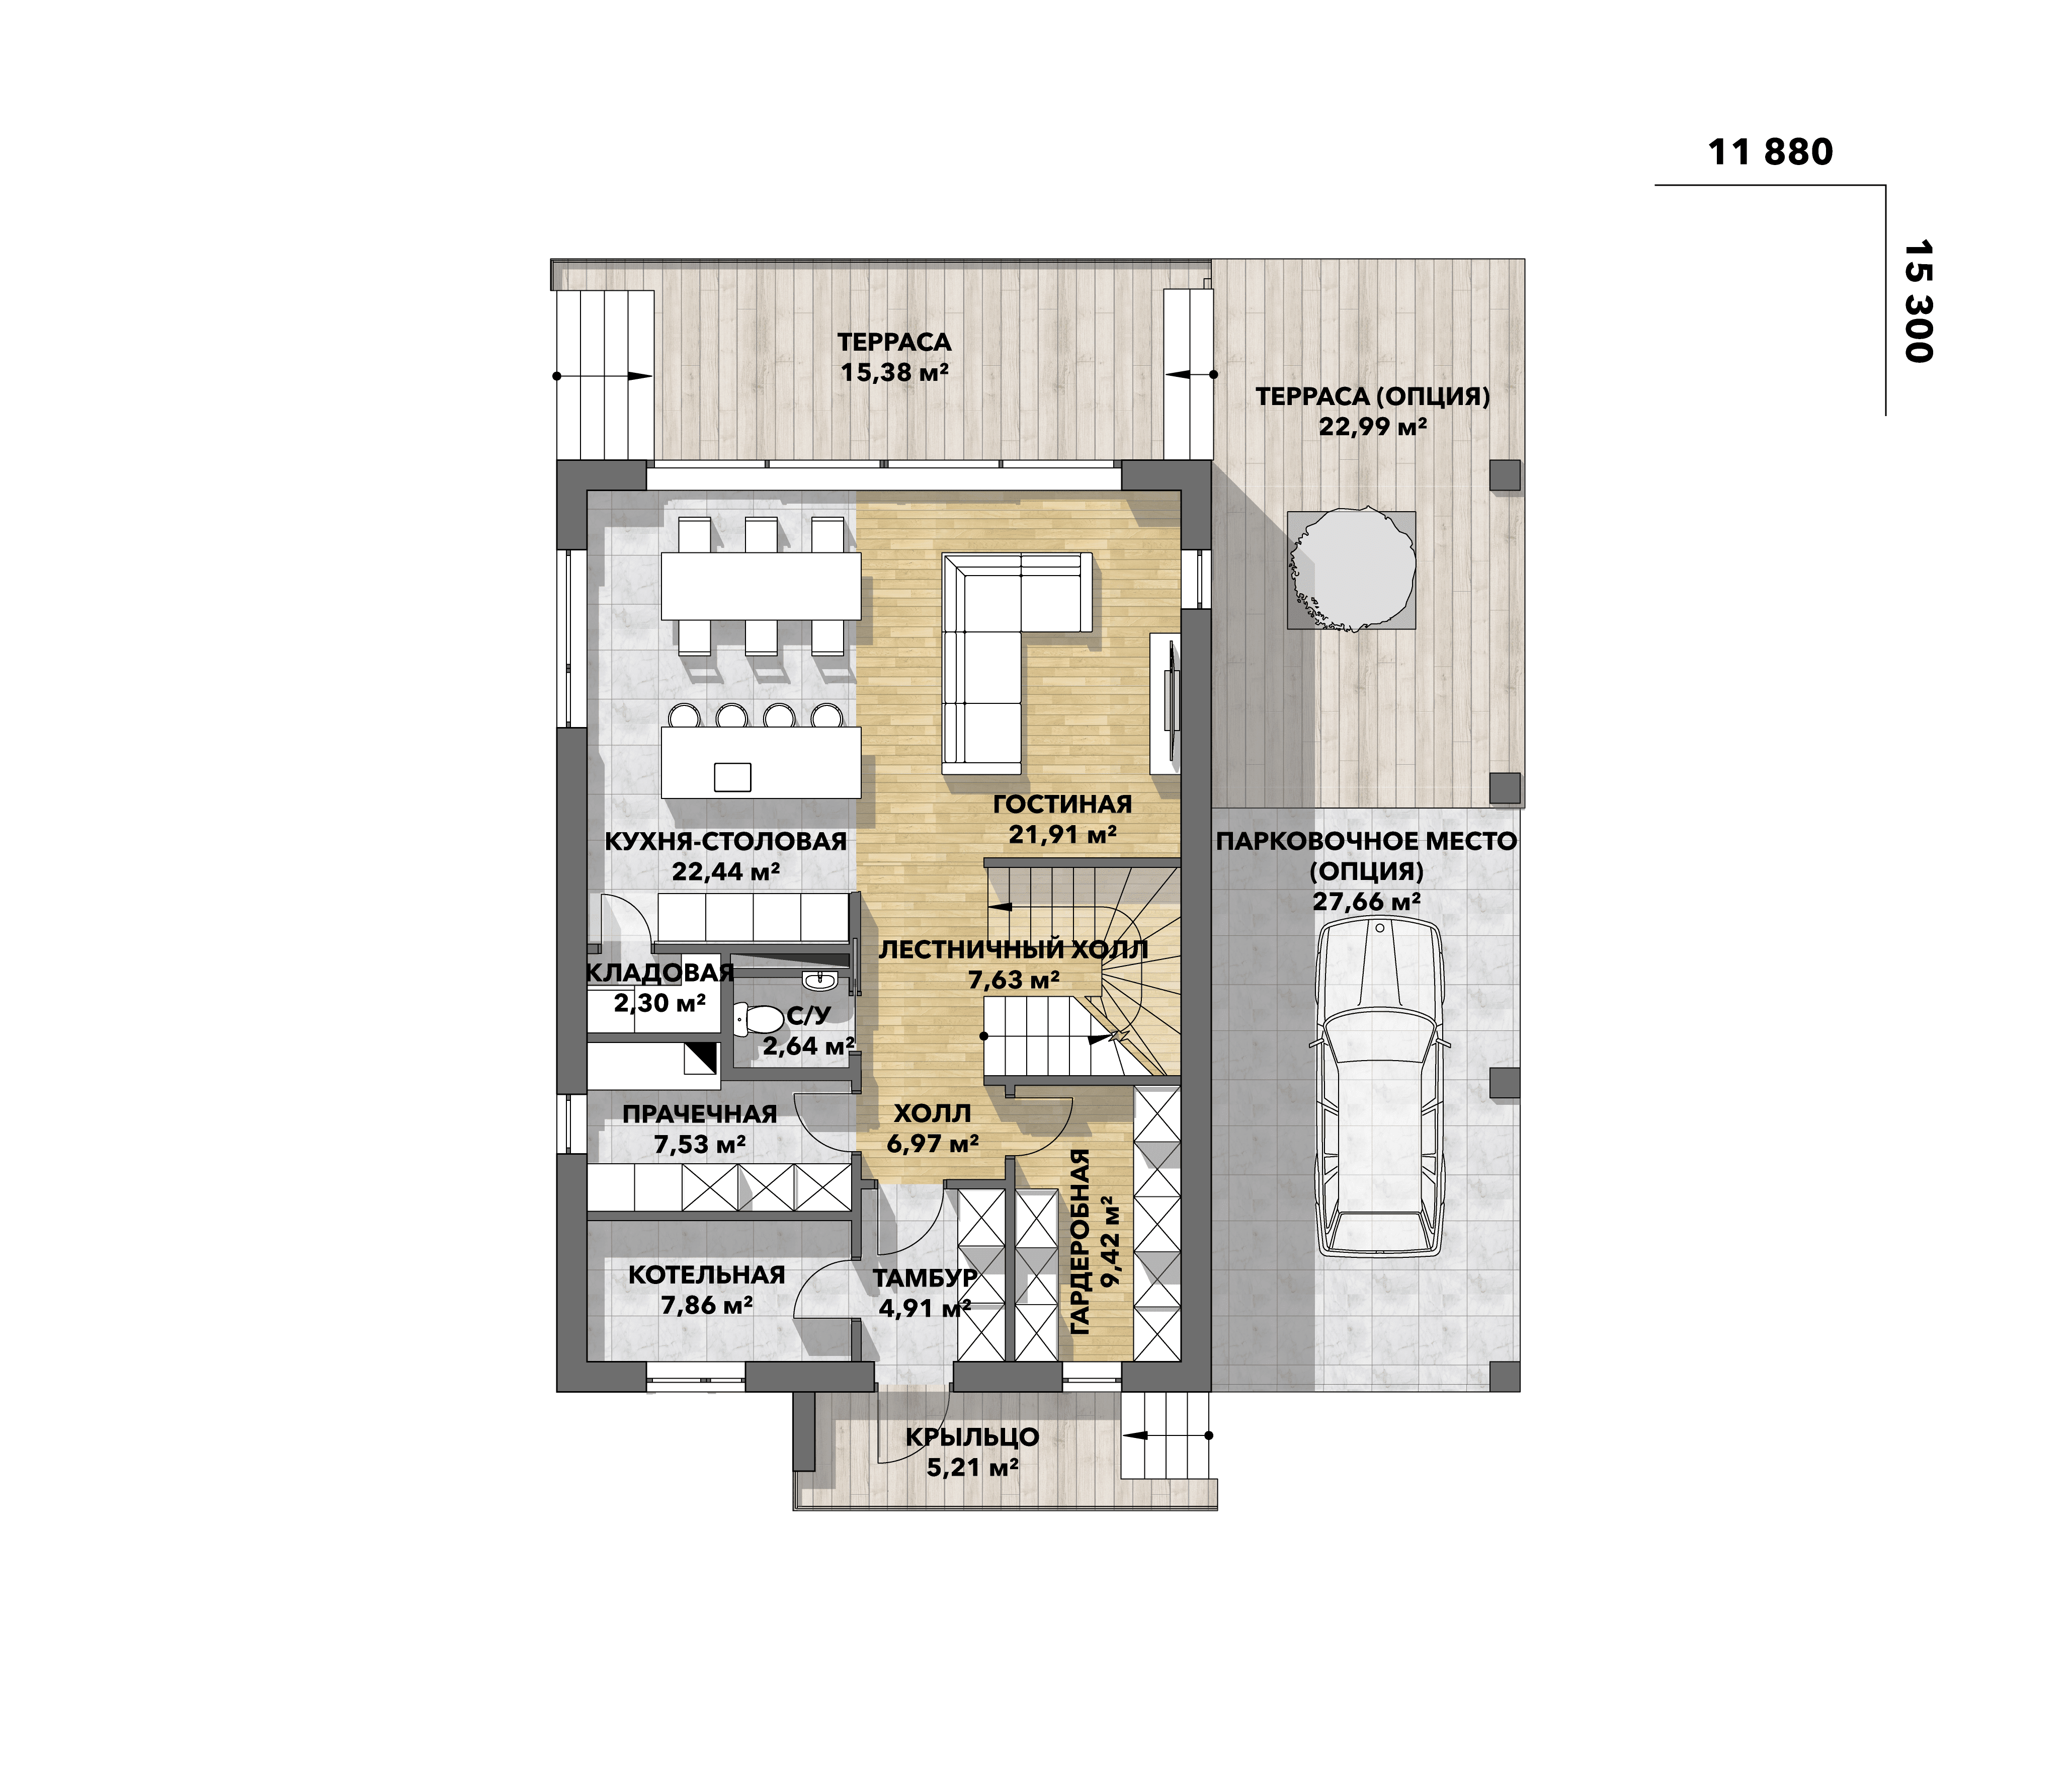 11 880
15 300
ТЕРРАСА
15,38 м²
ТЕРРАСА (ОПЦИЯ)
22,99 м²
ГОСТИНАЯ
21,91 м²
КУХНЯ-СТОЛОВАЯ
22,44 м²
ПАРКОВОЧНОЕ МЕСТО
(ОПЦИЯ)
27,66 м²
ЛЕСТНИЧНЫЙ ХОЛЛ
7,63 м²
КЛАДОВАЯ
2,30 м²
С/У
2,64 м²
ПРАЧЕЧНАЯ
7,53 м²
ХОЛЛ
6,97 м²
ГАРДЕРОБНАЯ
9,42 м²
КОТЕЛЬНАЯ
7,86 м²
ТАМБУР
4,91 м²
КРЫЛЬЦО
5,21 м²